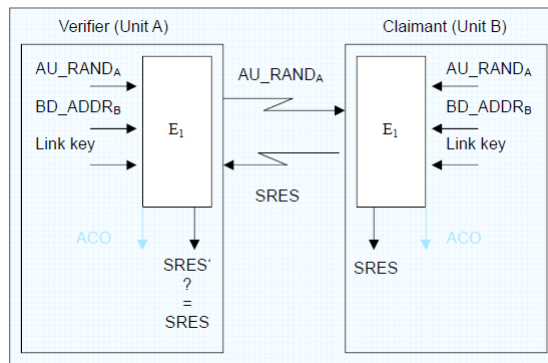 Verifier (Unit A)
Claimant (Unit B)
AU_RANDA
BD_ADDRB
Link key
E1
ACO
SRES'
?
=
SRES
AU_RANDA
SRES
E1
AU_RANDA
BD_ADDRB
Link key
SRES
ACO